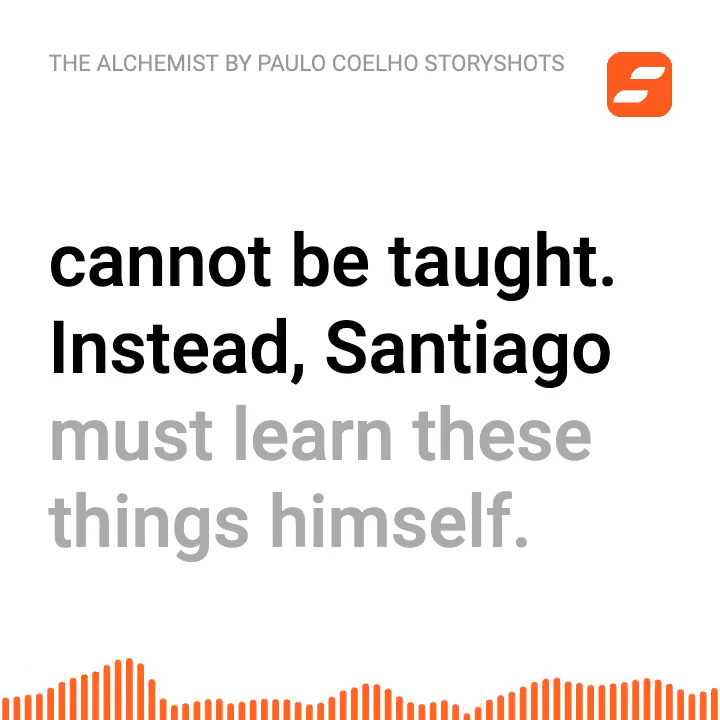 THE ALCHEMIST BY PAULO COELHO STORYSHOTS
cannot be taught.
Instead, Santiago
must learn these
things himself.